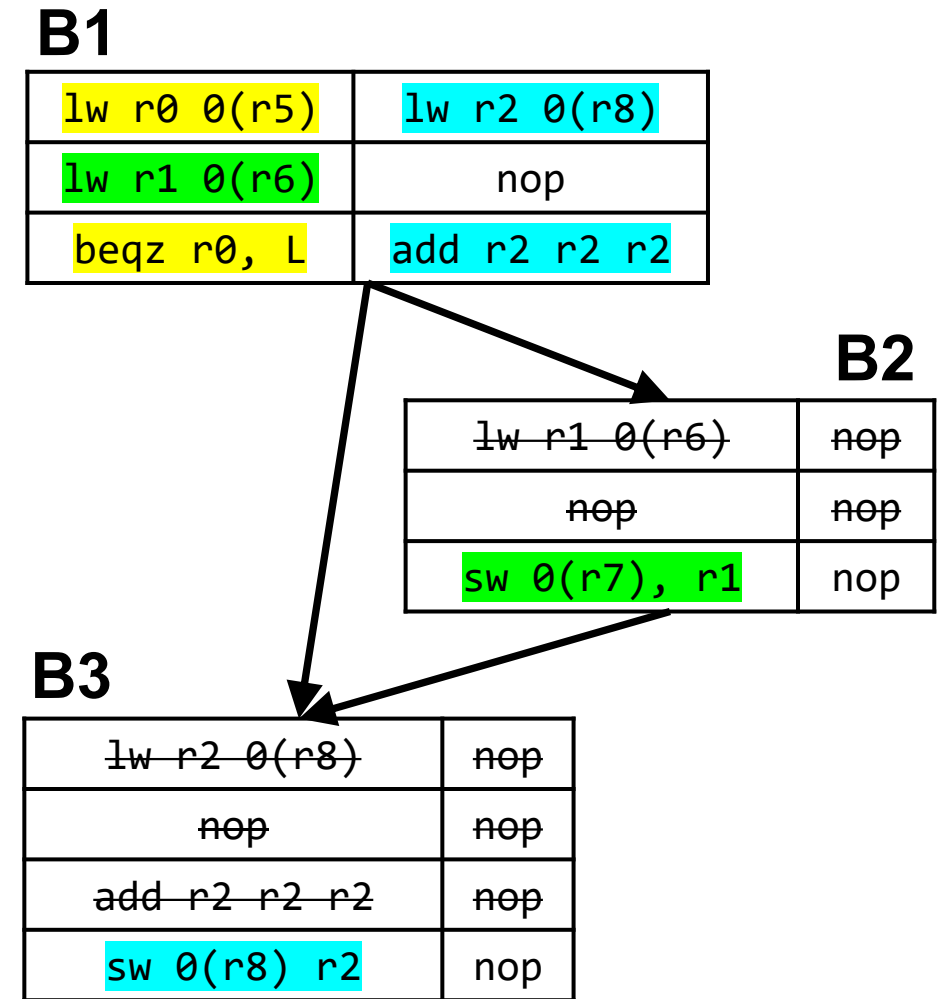 B1
lw r0 0(r5) lw r2 0(r8)
lw r1 0(r6) nop
beqz r0, L add r2 r2 r2
B2
lw r1 0(r6) nop
nop nop
sw 0(r7), r1 nop
B3
lw r2 0(r8) nop
nop nop
add r2 r2 r2 nop
sw 0(r8) r2 nop